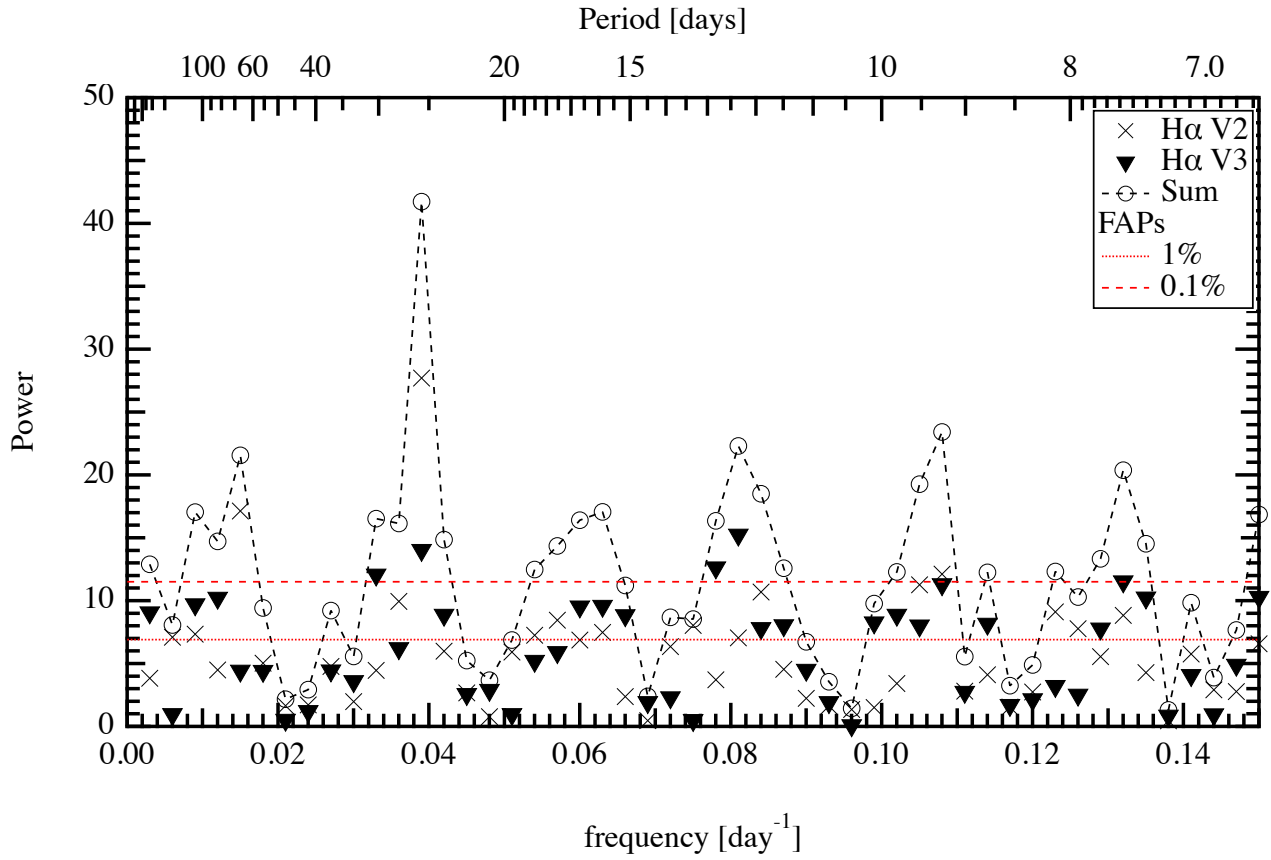 Period [days]
100 60 40 20 15 10 8 7.0
50
40
30
20
10
0
Power
Hα V2
Hα V3
Sum
FAPs
1%
0.1%
0.00 0.02 0.04 0.06 0.08 0.10 0.12 0.14
frequency [day⁻¹]